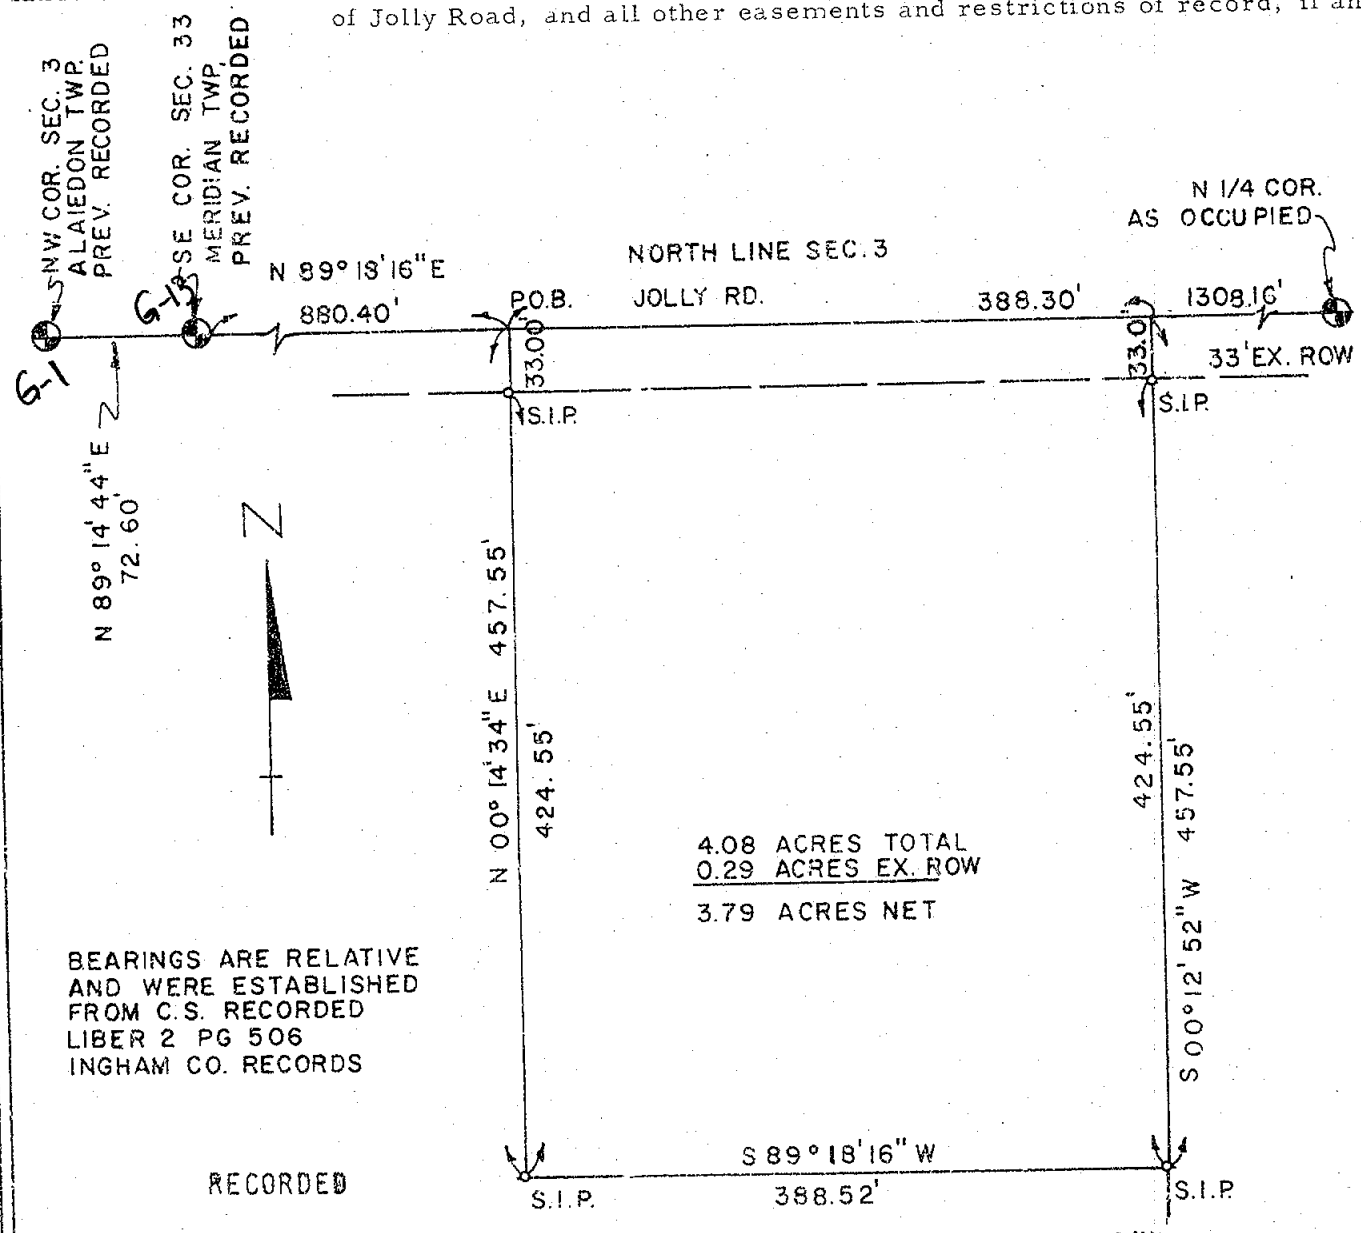 of Jolly Road, and all other easements and restrictions of record, if an
NW COR. SEC. 3
ALAIEDON TWP.
PREV. RECORDED
SE COR. SEC. 33
MERIDIAN TWP.
PREV. RECORDED
N 1/4 COR.
AS OCCUPIED
NORTH LINE SEC. 3
N 89° 18' 16" E
880.40'
P.O.B.
JOLLY RD.
388.30'
1308.16'
G-1
33.00'
33.0'
33' EX. ROW
S.I.P.
S.I.P.
N 89° 14' 44" E
72.60'
Z
N 00° 14' 34" E 457.55'
424.55'
424.55'
S 00° 12' 52" W 457.55'
4.08 ACRES TOTAL
0.29 ACRES EX. ROW
3.79 ACRES NET
BEARINGS ARE RELATIVE
AND WERE ESTABLISHED
FROM C.S. RECORDED
LIBER 2 PG 506
INGHAM CO. RECORDS
RECORDED
S 89° 18' 16" W
388.52'
S.I.P.
S.I.P.